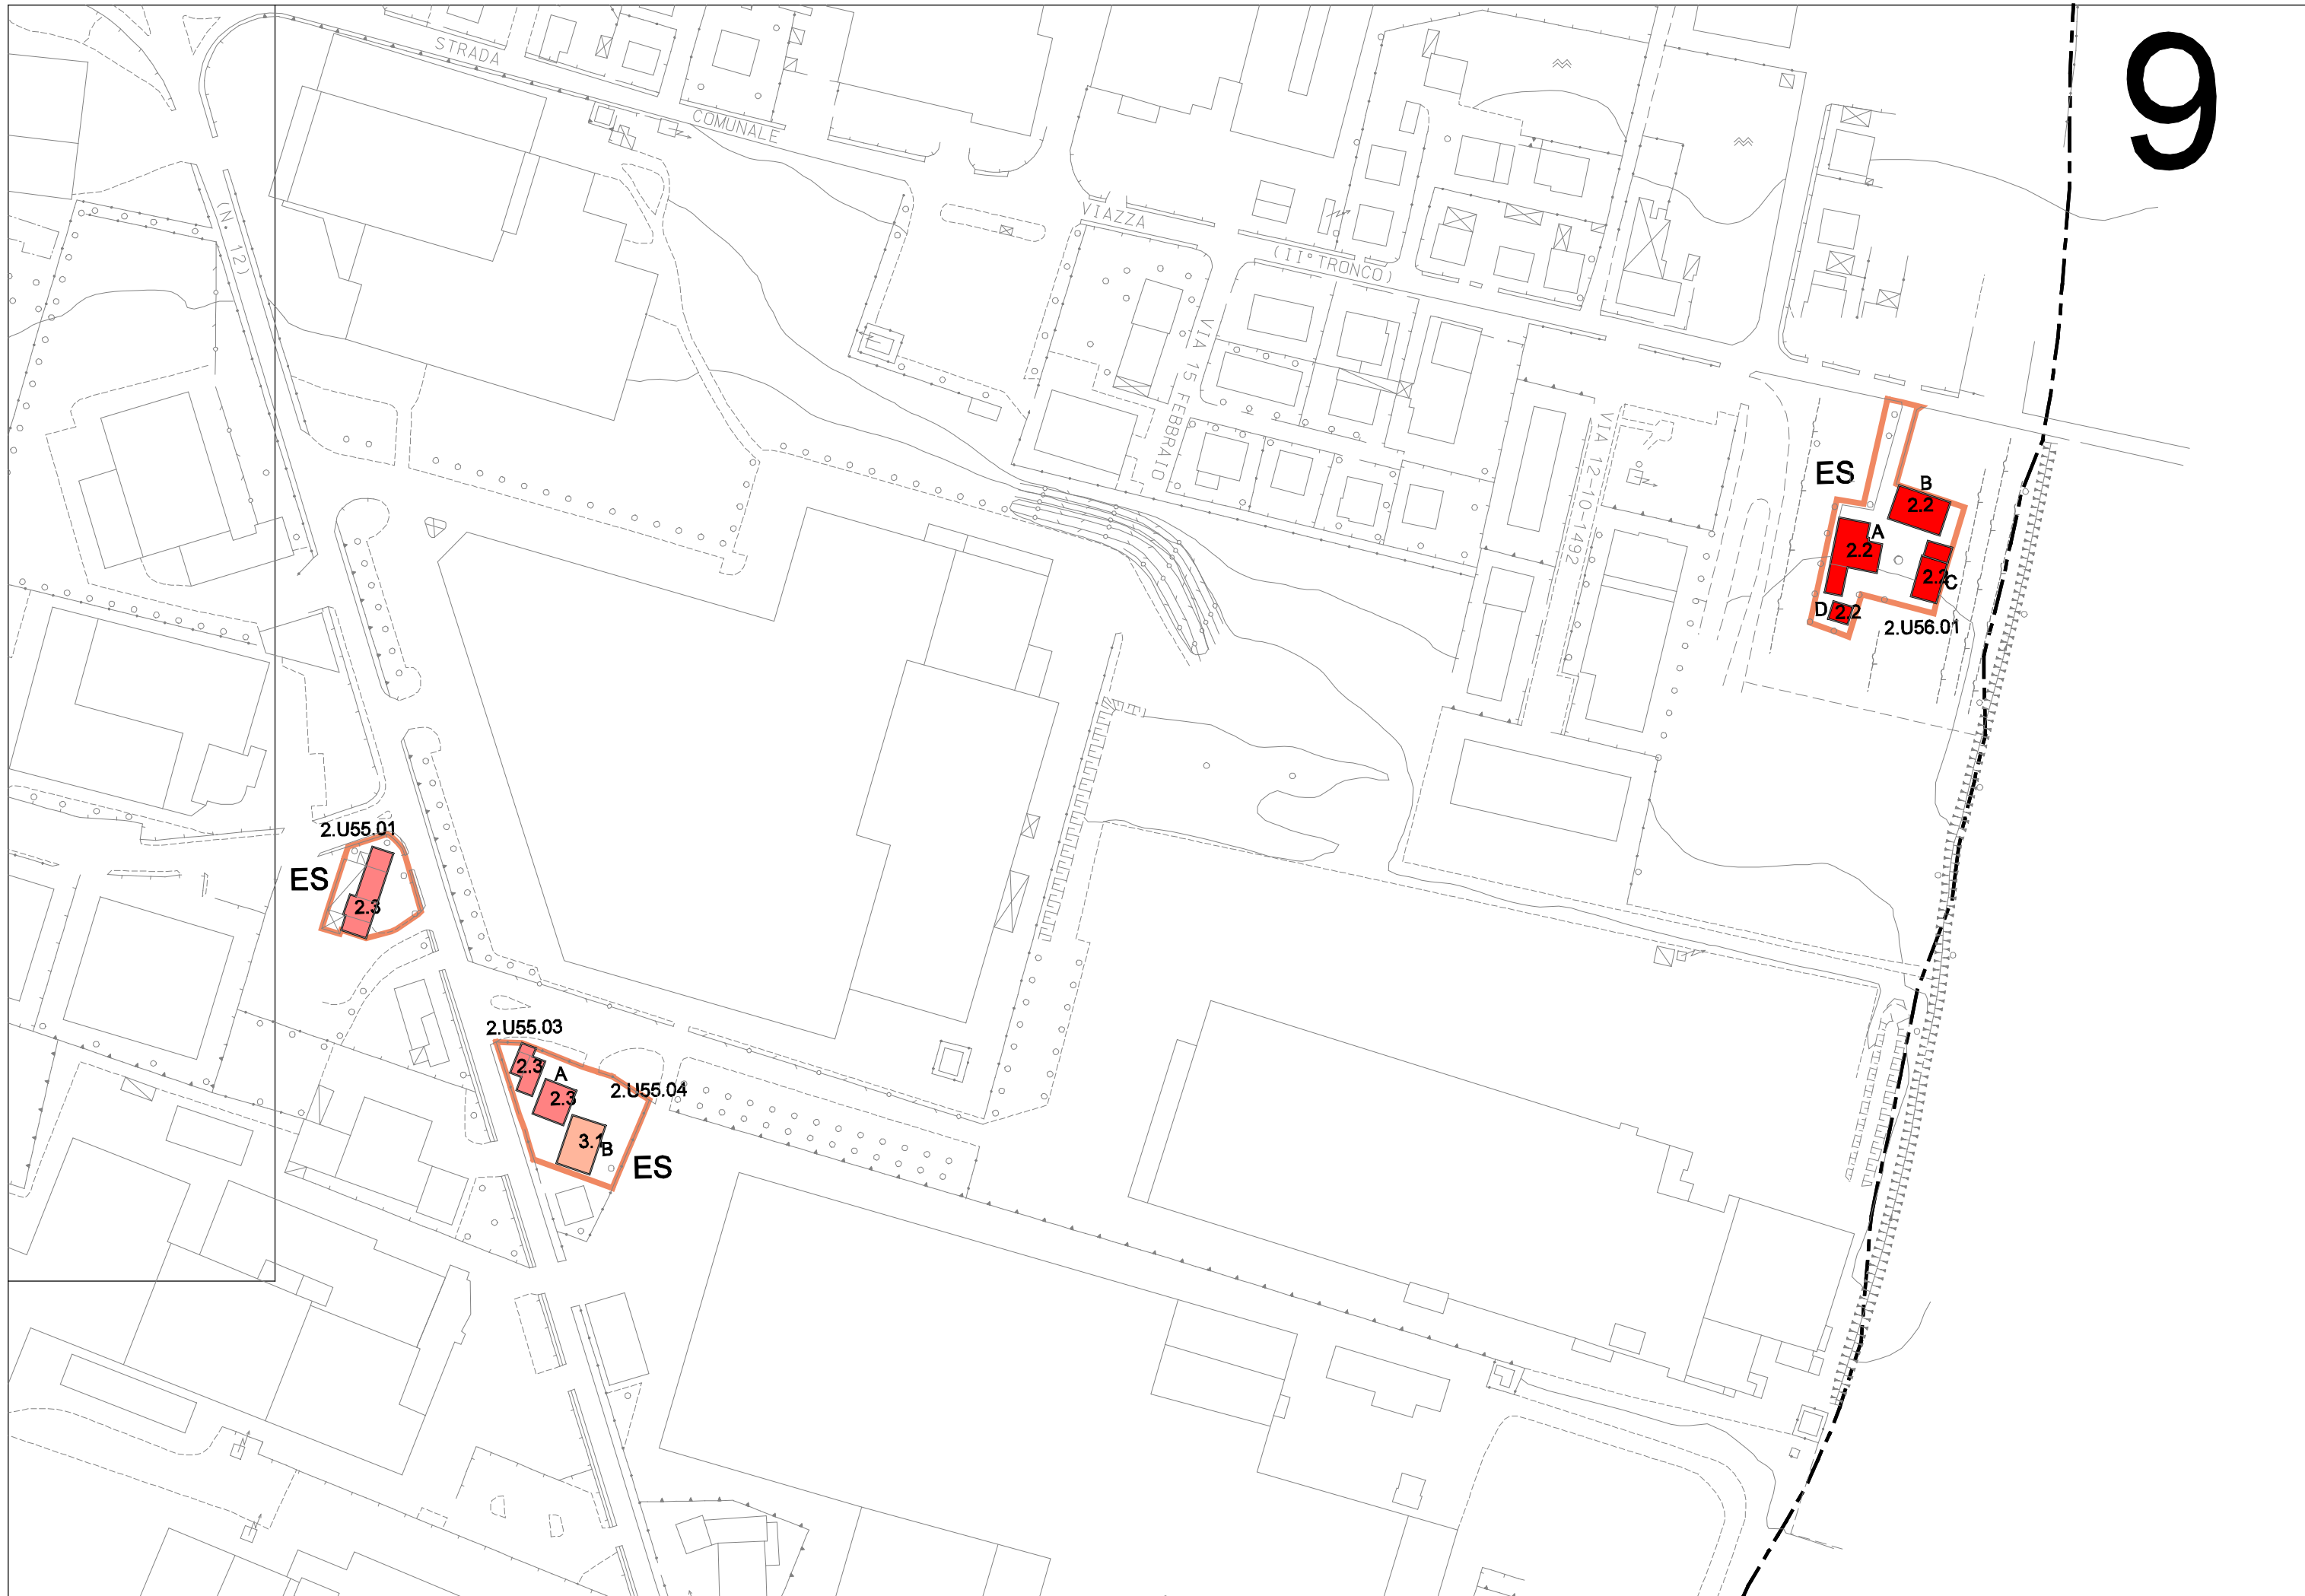 9
STRADA
COMUNALE
VIAZZA
(II° TRONCO)
(N. 12)
VIA 15 FEBBRAIO
VIA 12-10-1492
ES
B
2.2
A
2.2
2.2
C
D
2.2
2.U56.01
2.U55.01
ES
2.3
2.U55.03
2.3
A
2.3
2.U55.04
3.1
B
ES